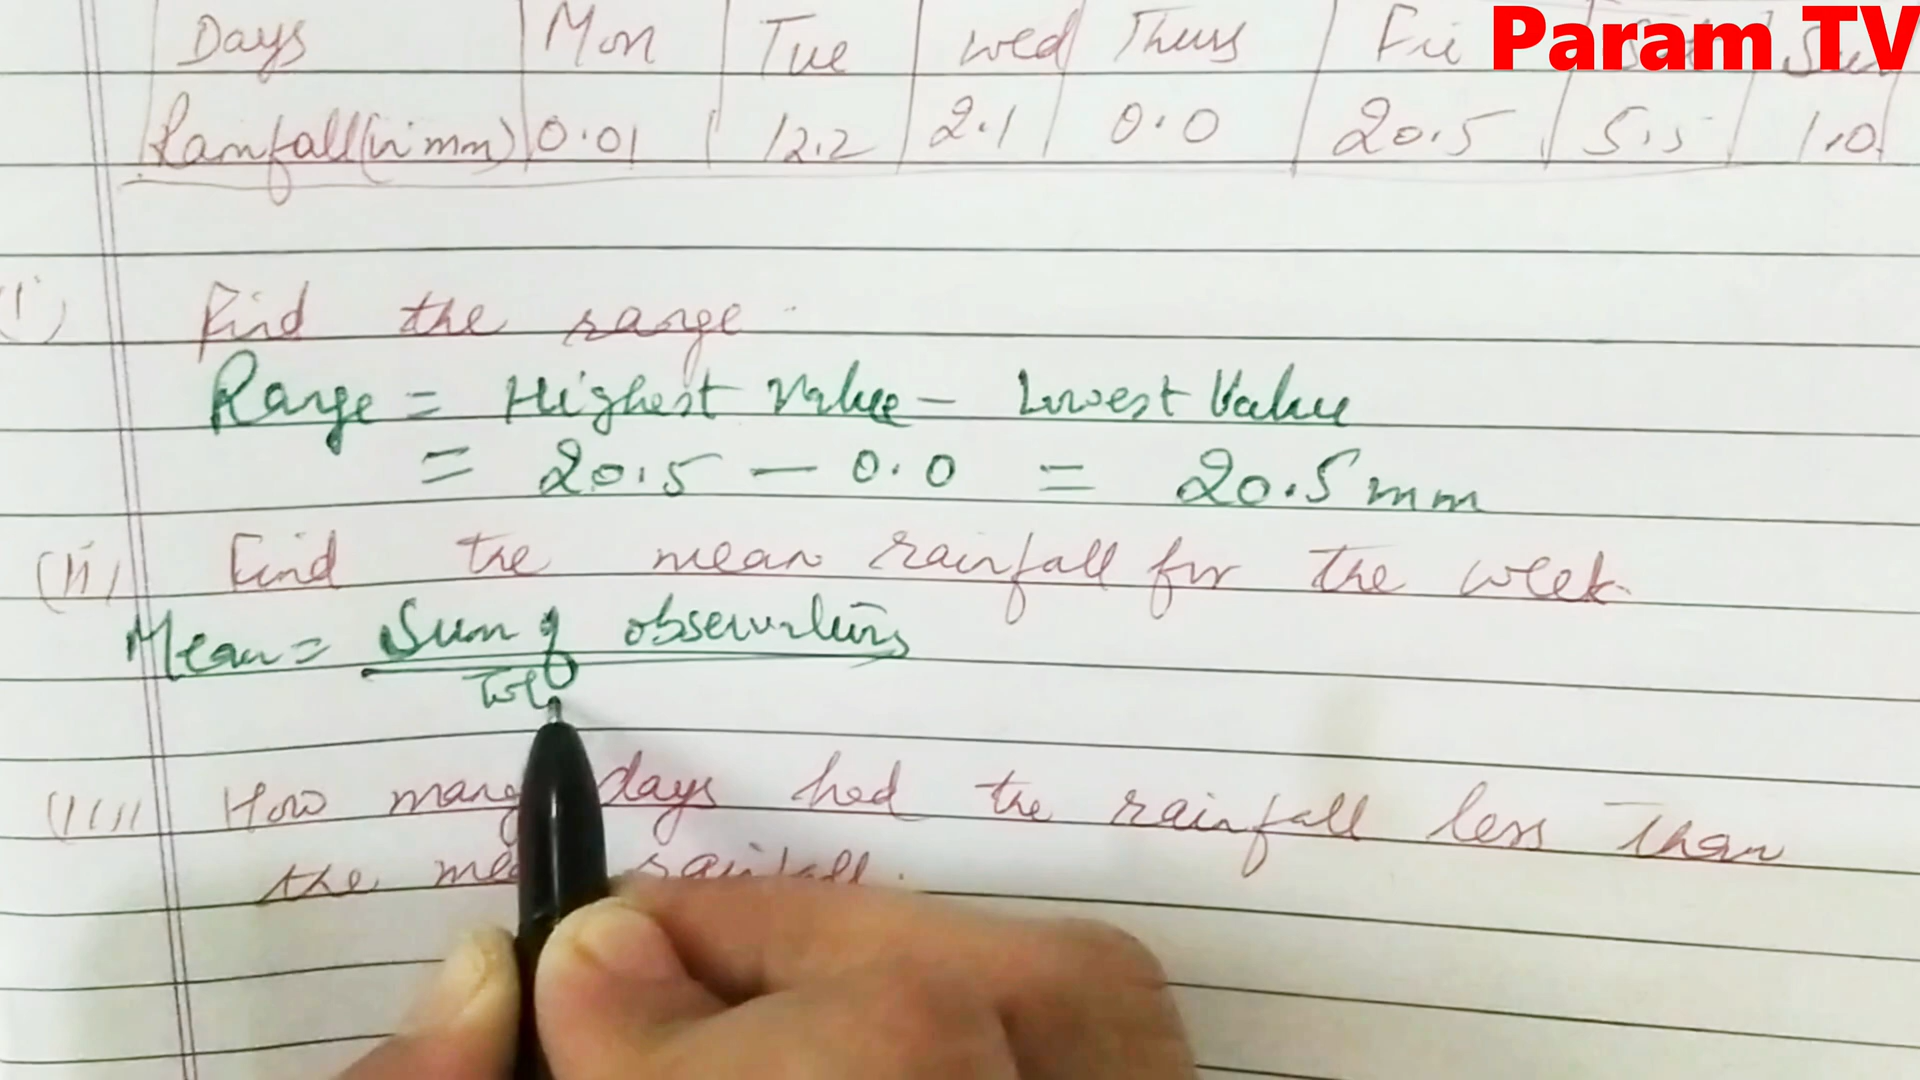 Days Mon Tue Wed Thurs Fri Param TV
Rainfall(in mm) 0.01 12.2 2.1 0.0 20.5 5.5 1.0
(i) Find the range.
Range = Highest Value - Lowest Value
= 20.5 - 0.0 = 20.5 mm
(ii) Find the mean rainfall for the week.
Mean = Sum of observations
(iii) How many days had the rainfall less than
the rainfall.